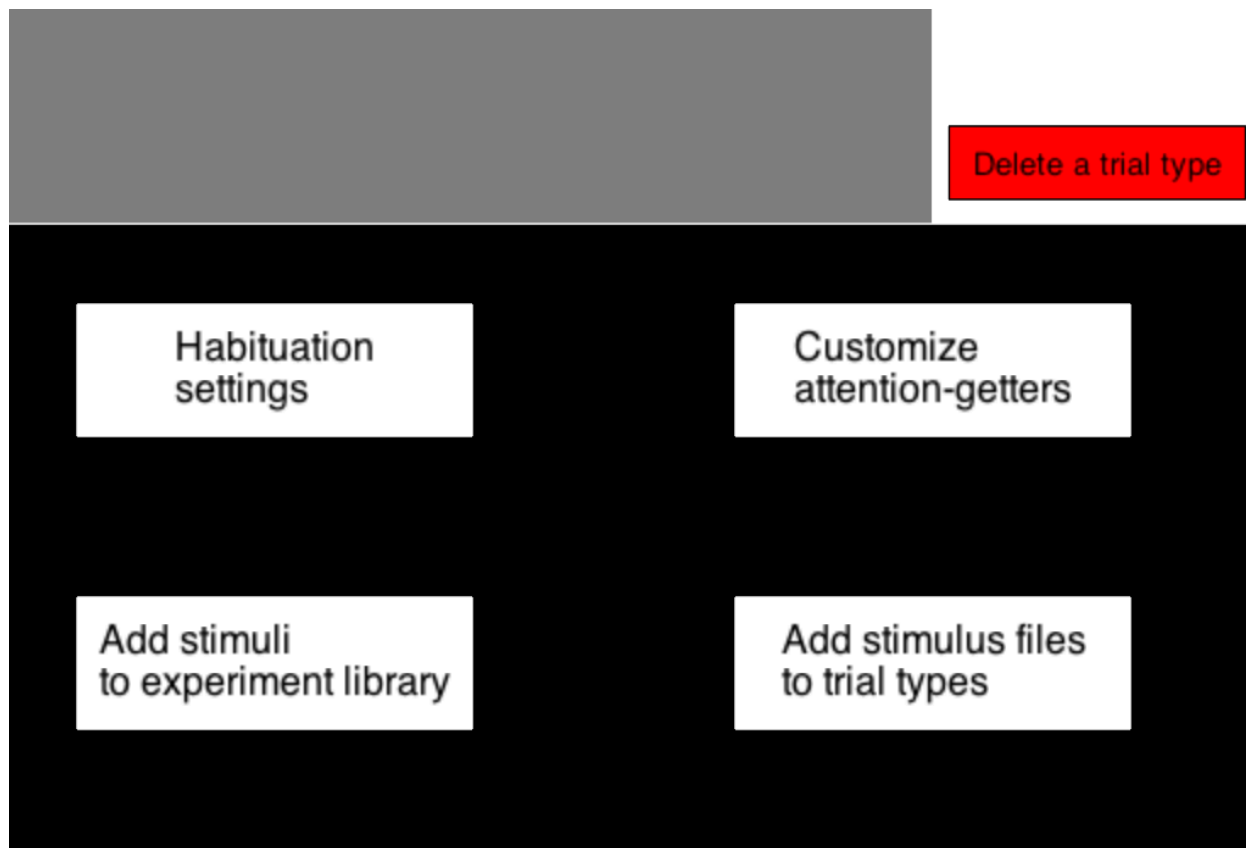 Delete a trial type
Habituation
settings
Customize
attention-getters
Add stimuli
to experiment library
Add stimulus files
to trial types